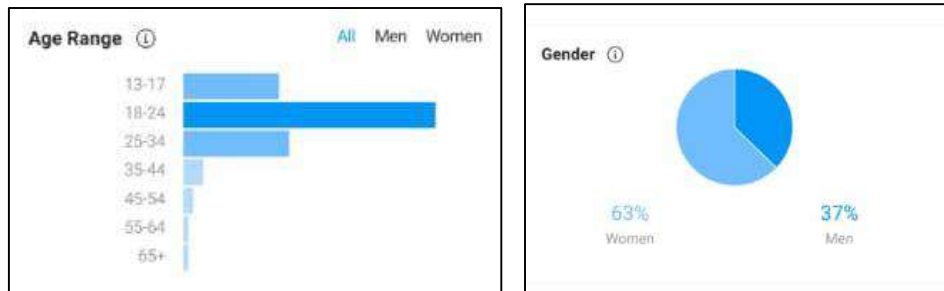 Age Range
All Men Women
13-17
18-24
25-34
35-44
45-54
55-64
65+
Gender
63%
Women
37%
Men